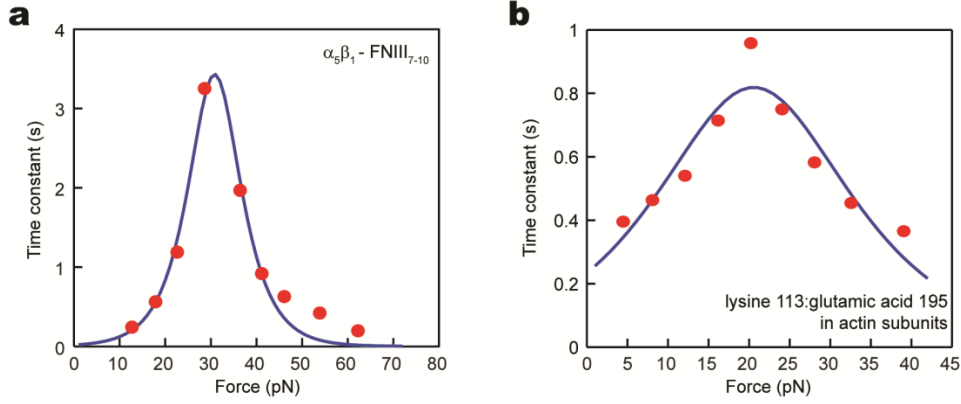 a
α₅β₁ - FNIII₇₋₁₀
4
3
2
1
0
Time constant (s)
0 10 20 30 40 50 60 70 80
Force (pN)
b
1
0.8
0.6
0.4
0.2
0
Time constant (s)
lysine 113:glutamic acid 195
in actin subunits
0 5 10 15 20 25 30 35 40 45
Force (pN)